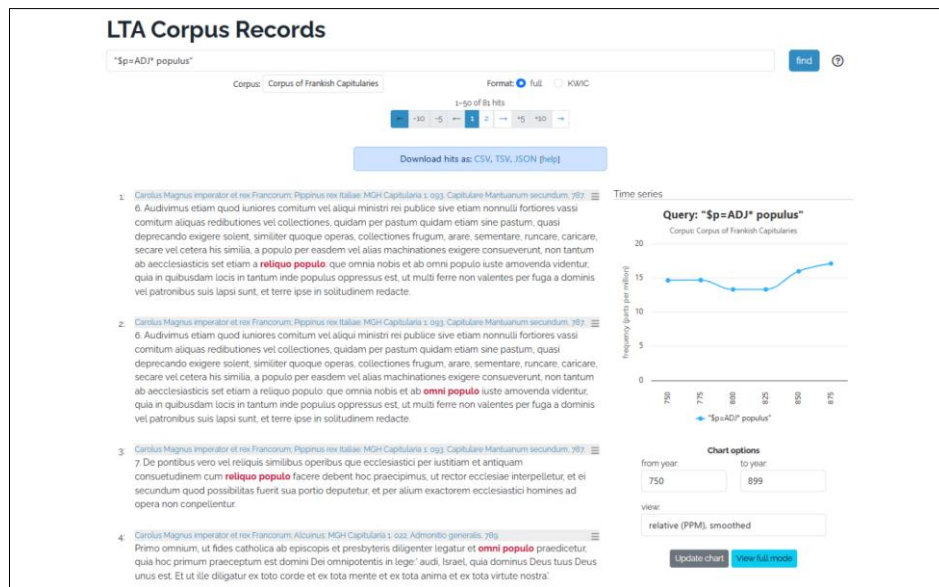 LTA Corpus Records
"$p=ADJ* populus"
find
Corpus: Corpus of Frankish Capitularies
Format: full KWIC
1–50 of 81 hits
← -10 -5 ← 1 2 → +5 +10 →
Download hits as: CSV, TSV, JSON [help]
1: Carolus Magnus imperator et rex Francorum; Pippinus rex Italiae: MGH Capitularia 1. 093, Capitulare Mantuanum secundum, 787.
6. Audivimus etiam quod iuniores comitum vel aliqui ministri rei publice sive etiam nonnulli fortiores vassi
comitum aliquas redibutiones vel collectiones, quidam per pastum quidam etiam sine pastum, quasi
deprecando exigere solent, similiter quoque operas, collectiones frugum, arare, sementare, runcare, caricare,
secare vel cetera his similia, a populo per easdem vel alias machinationes exigere consueverunt, non tantum
ab aecclesiasticis set etiam a reliquo populo: que omnia nobis et ab omni populo iuste amovenda videntur,
quia in quibusdam locis in tantum inde populus oppressus est, ut multi ferre non valentes per fuga a dominis
vel patronibus suis lapsi sunt, et terre ipse in solitudinem redacte.
2: Carolus Magnus imperator et rex Francorum; Pippinus rex Italiae: MGH Capitularia 1. 093, Capitulare Mantuanum secundum, 787.
6. Audivimus etiam quod iuniores comitum vel aliqui ministri rei publice sive etiam nonnulli fortiores vassi
comitum aliquas redibutiones vel collectiones, quidam per pastum quidam etiam sine pastum, quasi
deprecando exigere solent, similiter quoque operas, collectiones frugum, arare, sementare, runcare, caricare,
secare vel cetera his similia, a populo per easdem vel alias machinationes exigere consueverunt, non tantum
ab aecclesiasticis set etiam a reliquo populo: que omnia nobis et ab omni populo iuste amovenda videntur,
quia in quibusdam locis in tantum inde populus oppressus est, ut multi ferre non valentes per fuga a dominis
vel patronibus suis lapsi sunt, et terre ipse in solitudinem redacte.
3: Carolus Magnus imperator et rex Francorum; Pippinus rex Italiae: MGH Capitularia 1. 093, Capitulare Mantuanum secundum, 787.
7. De pontibus vero vel reliquis similibus operibus que ecclesiastici per iustitiam et antiquam
consuetudinem cum reliquo populo facere debent hoc praecipimus, ut rector ecclesiae interpelletur, et ei
secundum quod possibilitas fuerit sua portio deputetur, et per alium exactorem ecclesiastici homines ad
opera non conpellentur.
4: Carolus Magnus imperator et rex Francorum; Alcuinus: MGH Capitularia 1. 022, Admonitio generalis, 789.
Primo omnium, ut fides catholica ab episcopis et presbyteris diligenter legatur et omni populo praedicetur,
quia hoc primum praeceptum est domini Dei omnipotentis in lege:' audi, Israel, quia dominus Deus tuus Deus
unus est. Et ut ille diligatur ex toto corde et ex tota mente et ex tota anima et ex tota virtute nostra'.
Time series
Query: "$p=ADJ* populus"
Corpus: Corpus of Frankish Capitularies
frequency (parts per million)
20
15
10
5
0
750 775 800 825 850 875
"$p=ADJ* populus"
Chart options
from year: to year:
750 899
view:
relative (PPM), smoothed
Update chart View full mode